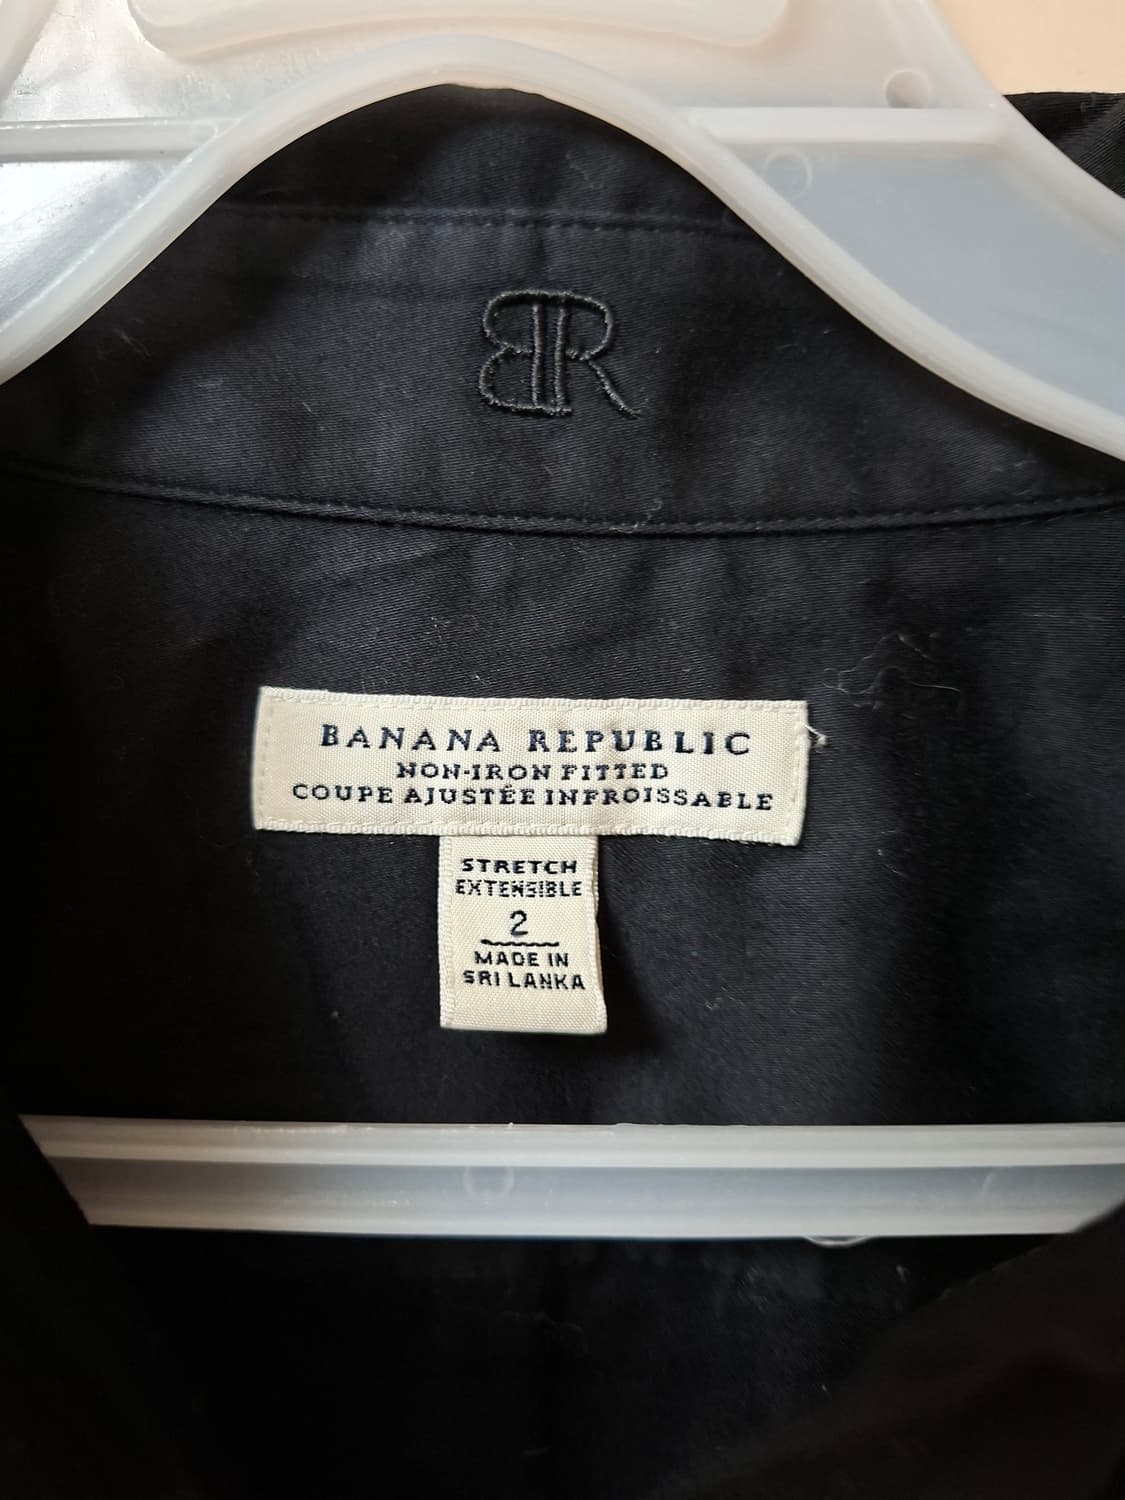 BR
BANANA REPUBLIC
NON-IRON FITTED
COUPE AJUSTÉE INFROISSABLE
STRETCH
EXTENSIBLE
2
MADE IN
SRI LANKA